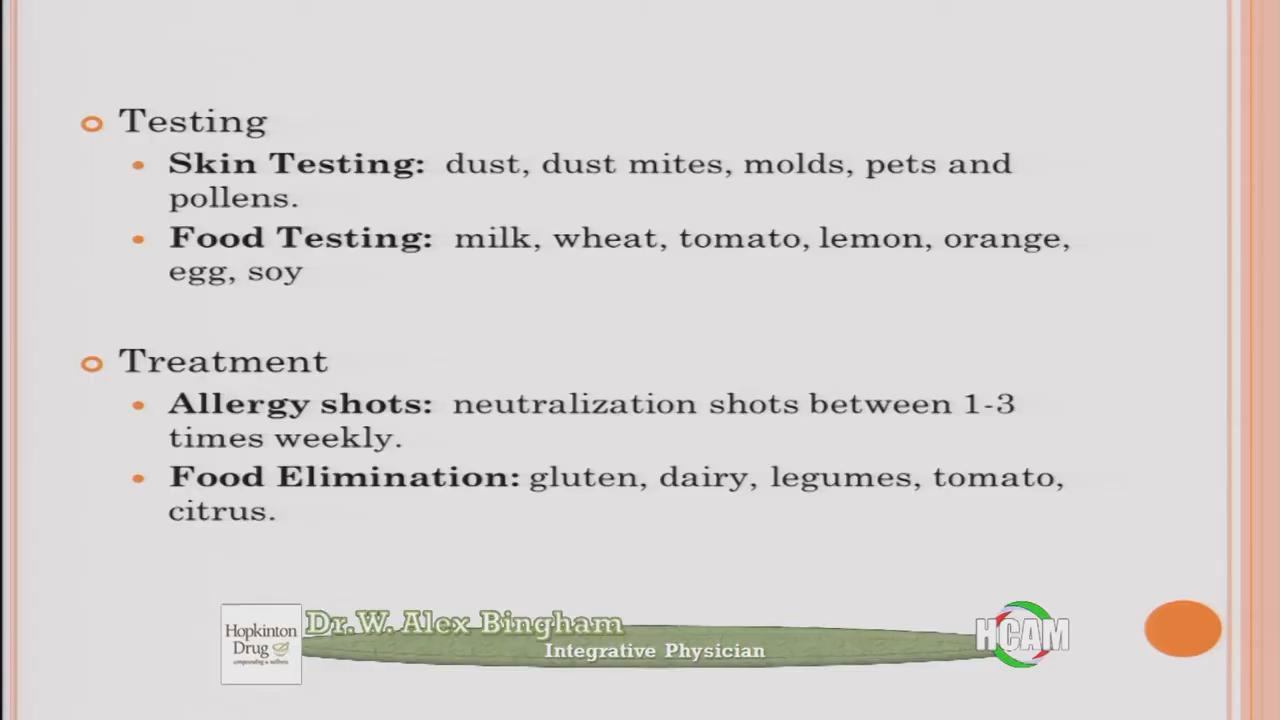 Testing
Skin Testing: dust, dust mites, molds, pets and
pollens.
Food Testing: milk, wheat, tomato, lemon, orange,
egg, soy
Treatment
Allergy shots: neutralization shots between 1-3
times weekly.
Food Elimination: gluten, dairy, legumes, tomato,
citrus.
Hopkinton
Drug
compounding & wellness
Dr.W. Alex Bingham
Integrative Physician
HCAM